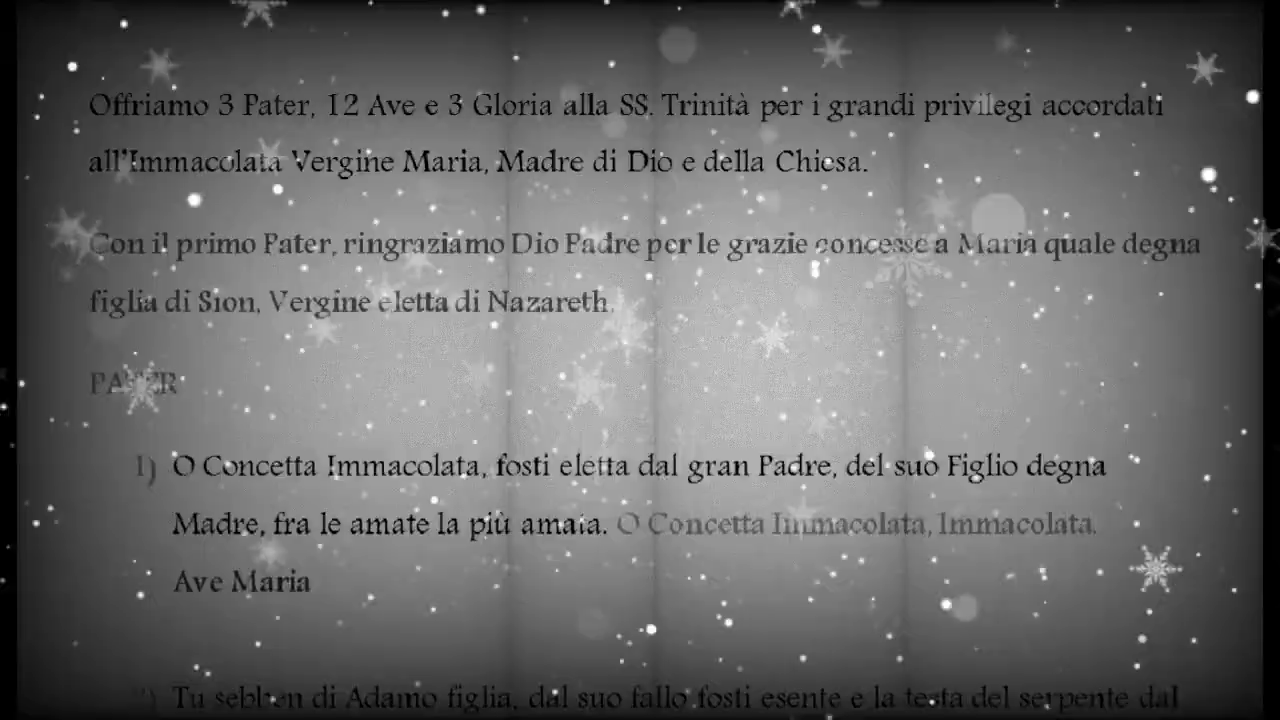 Offriamo 3 Pater, 12 Ave e 3 Gloria alla SS. Trinità per i grandi privilegi accordati
all'Immacolata Vergine Maria, Madre di Dio e della Chiesa.
Con il primo Pater, ringraziamo Dio Padre per le grazie concesse a Maria quale degna
figlia di Sion, Vergine eletta di Nazareth.
PATER
1) O Concetta Immacolata, fosti eletta dal gran Padre, del suo Figlio degna
Madre, fra le amate la più amata. O Concetta Immacolata, Immacolata.
Ave Maria
Tu sebben di Adamo figlia, dal suo fallo fosti esente e la testa del serpente dal